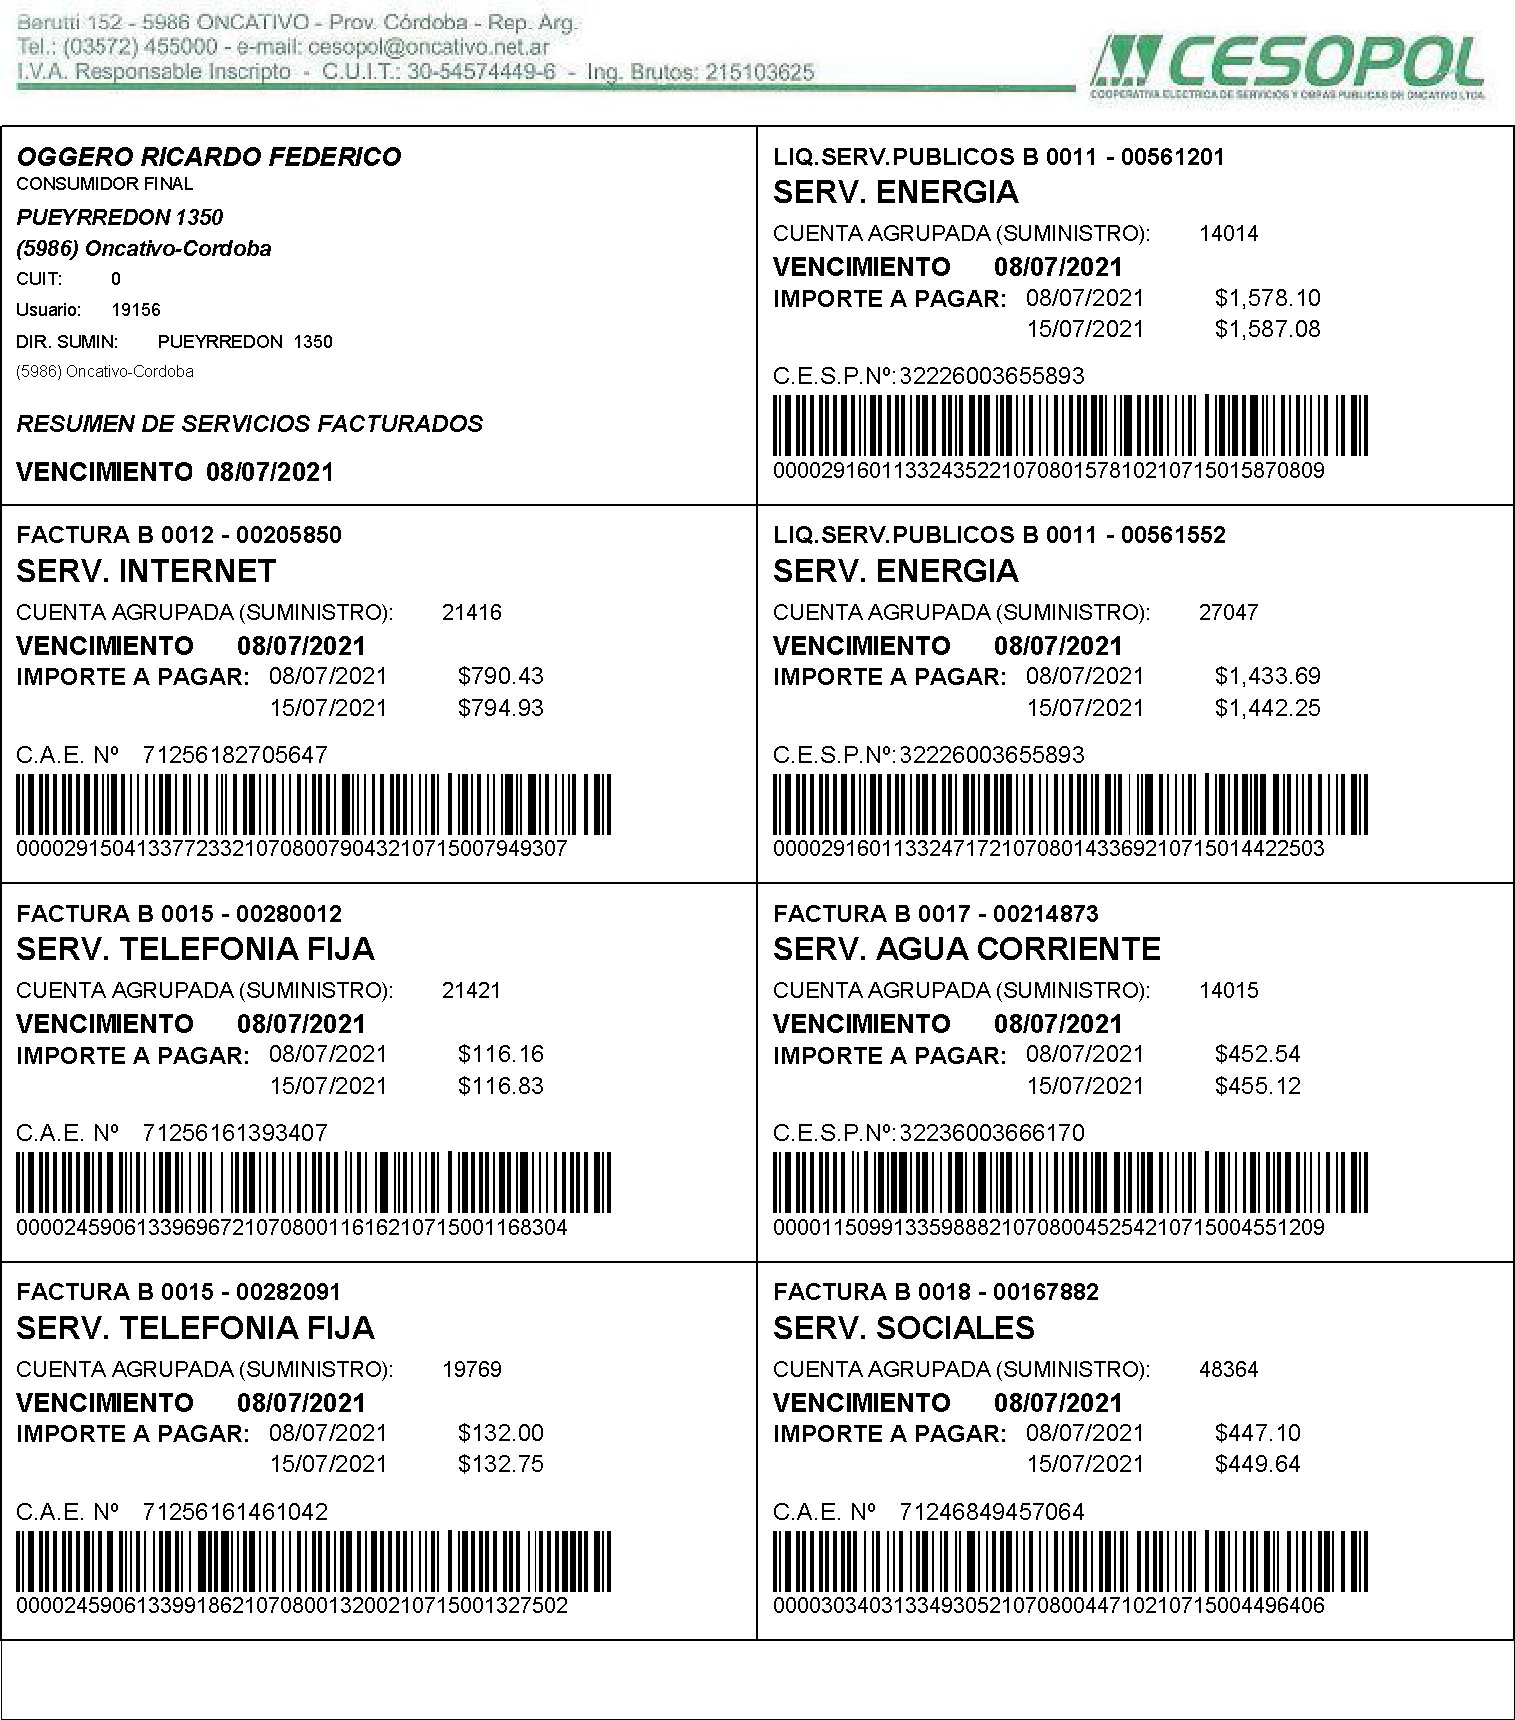 Berutti 152 - 5986 ONCATIVO - Prov. Córdoba - Rep. Arg.
Tel.: (03572) 455000 - e-mail: cesopol@oncativo.net.ar
I.V.A. Responsable Inscripto - C.U.I.T.: 30-54574449-6 - Ing. Brutos: 215103625
CESOPOL
COOPERATIVA ELECTRICA DE SERVICIOS Y OBRAS PUBLICAS DE ONCATIVO LTDA.
OGGERO RICARDO FEDERICO
CONSUMIDOR FINAL
PUEYRREDON 1350
(5986) Oncativo-Cordoba
CUIT: 0
Usuario: 19156
DIR. SUMIN: PUEYRREDON 1350
(5986) Oncativo-Cordoba
RESUMEN DE SERVICIOS FACTURADOS
VENCIMIENTO 08/07/2021
LIQ.SERV.PUBLICOS B 0011 - 00561201
SERV. ENERGIA
CUENTA AGRUPADA (SUMINISTRO): 14014
VENCIMIENTO 08/07/2021
IMPORTE A PAGAR: 08/07/2021 $1,578.10
15/07/2021 $1,587.08
C.E.S.P.Nº: 32226003655893
00002916011332435221070801578102107150158708​09
FACTURA B 0012 - 00205850
SERV. INTERNET
CUENTA AGRUPADA (SUMINISTRO): 21416
VENCIMIENTO 08/07/2021
IMPORTE A PAGAR: 08/07/2021 $790.43
15/07/2021 $794.93
C.A.E. Nº 71256182705647
0000291504133772332107080079043210715007949307
LIQ.SERV.PUBLICOS B 0011 - 00561552
SERV. ENERGIA
CUENTA AGRUPADA (SUMINISTRO): 27047
VENCIMIENTO 08/07/2021
IMPORTE A PAGAR: 08/07/2021 $1,433.69
15/07/2021 $1,442.25
C.E.S.P.Nº: 32226003655893
0000291601133247172107080143369210715014422503
FACTURA B 0015 - 00280012
SERV. TELEFONIA FIJA
CUENTA AGRUPADA (SUMINISTRO): 21421
VENCIMIENTO 08/07/2021
IMPORTE A PAGAR: 08/07/2021 $116.16
15/07/2021 $116.83
C.A.E. Nº 71256161393407
0000245906133969672107080011616210715001168304
FACTURA B 0017 - 00214873
SERV. AGUA CORRIENTE
CUENTA AGRUPADA (SUMINISTRO): 14015
VENCIMIENTO 08/07/2021
IMPORTE A PAGAR: 08/07/2021 $452.54
15/07/2021 $455.12
C.E.S.P.Nº: 32236003666170
0000115099133598882107080045254210715004551209
FACTURA B 0015 - 00282091
SERV. TELEFONIA FIJA
CUENTA AGRUPADA (SUMINISTRO): 19769
VENCIMIENTO 08/07/2021
IMPORTE A PAGAR: 08/07/2021 $132.00
15/07/2021 $132.75
C.A.E. Nº 71256161461042
0000245906133991862107080013200210715001327502
FACTURA B 0018 - 00167882
SERV. SOCIALES
CUENTA AGRUPADA (SUMINISTRO): 48364
VENCIMIENTO 08/07/2021
IMPORTE A PAGAR: 08/07/2021 $447.10
15/07/2021 $449.64
C.A.E. Nº 71246849457064
0000303403133493052107080044710210715004496406